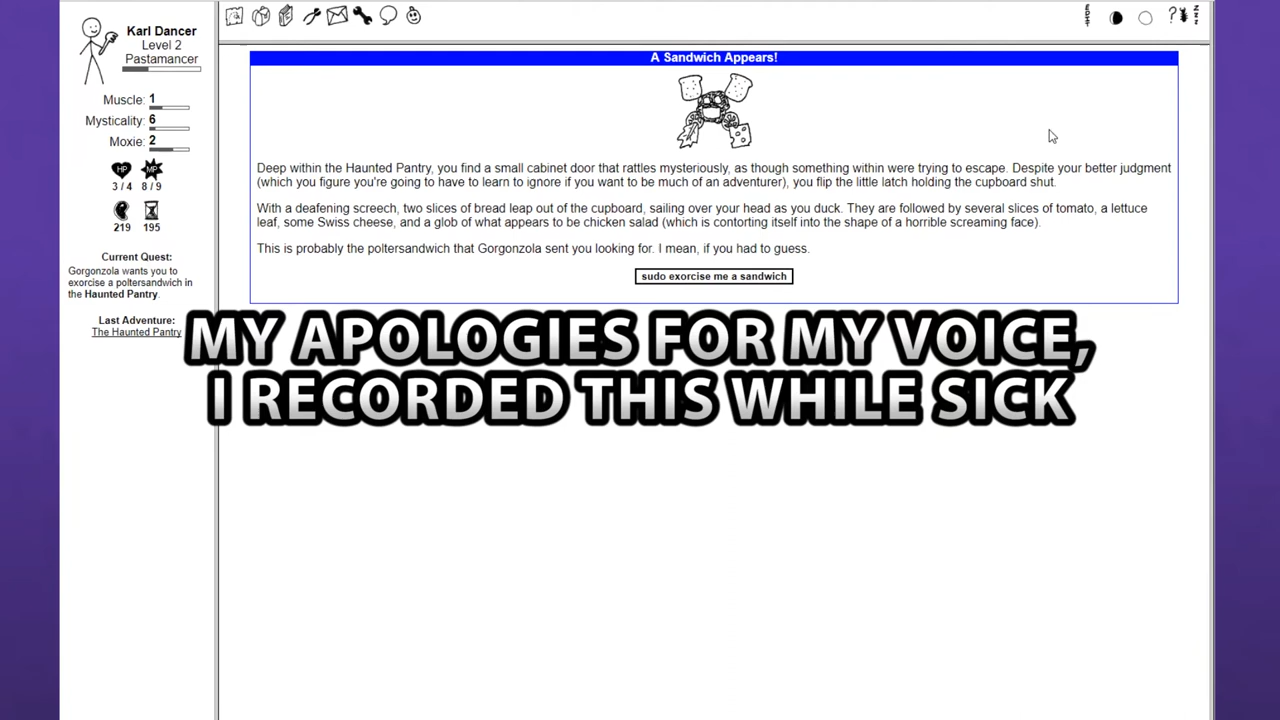 Karl Dancer
Level 2
Pastamancer
Muscle: 1
Mysticality: 6
Moxie: 2
HP MP
3 / 4 8 / 9
219 195
Current Quest:
Gorgonzola wants you to
exorcise a poltersandwich in
the Haunted Pantry.
Last Adventure:
The Haunted Pantry
A Sandwich Appears!
Deep within the Haunted Pantry, you find a small cabinet door that rattles mysteriously, as though something within were trying to escape. Despite your better judgment
(which you figure you're going to have to learn to ignore if you want to be much of an adventurer), you flip the little latch holding the cupboard shut.
With a deafening screech, two slices of bread leap out of the cupboard, sailing over your head as you duck. They are followed by several slices of tomato, a lettuce
leaf, some Swiss cheese, and a glob of what appears to be chicken salad (which is contorting itself into the shape of a horrible screaming face).
This is probably the poltersandwich that Gorgonzola sent you looking for. I mean, if you had to guess.
sudo exorcise me a sandwich
MY APOLOGIES FOR MY VOICE,
I RECORDED THIS WHILE SICK